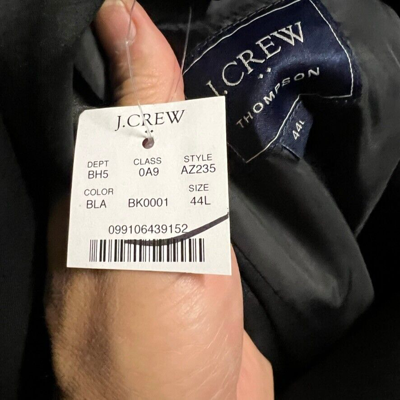 J.CREW
THOMPSON
44L
J.CREW
DEPT CLASS STYLE
BH5 0A9 AZ235
COLOR SIZE
BLA BK0001 44L
099106439152